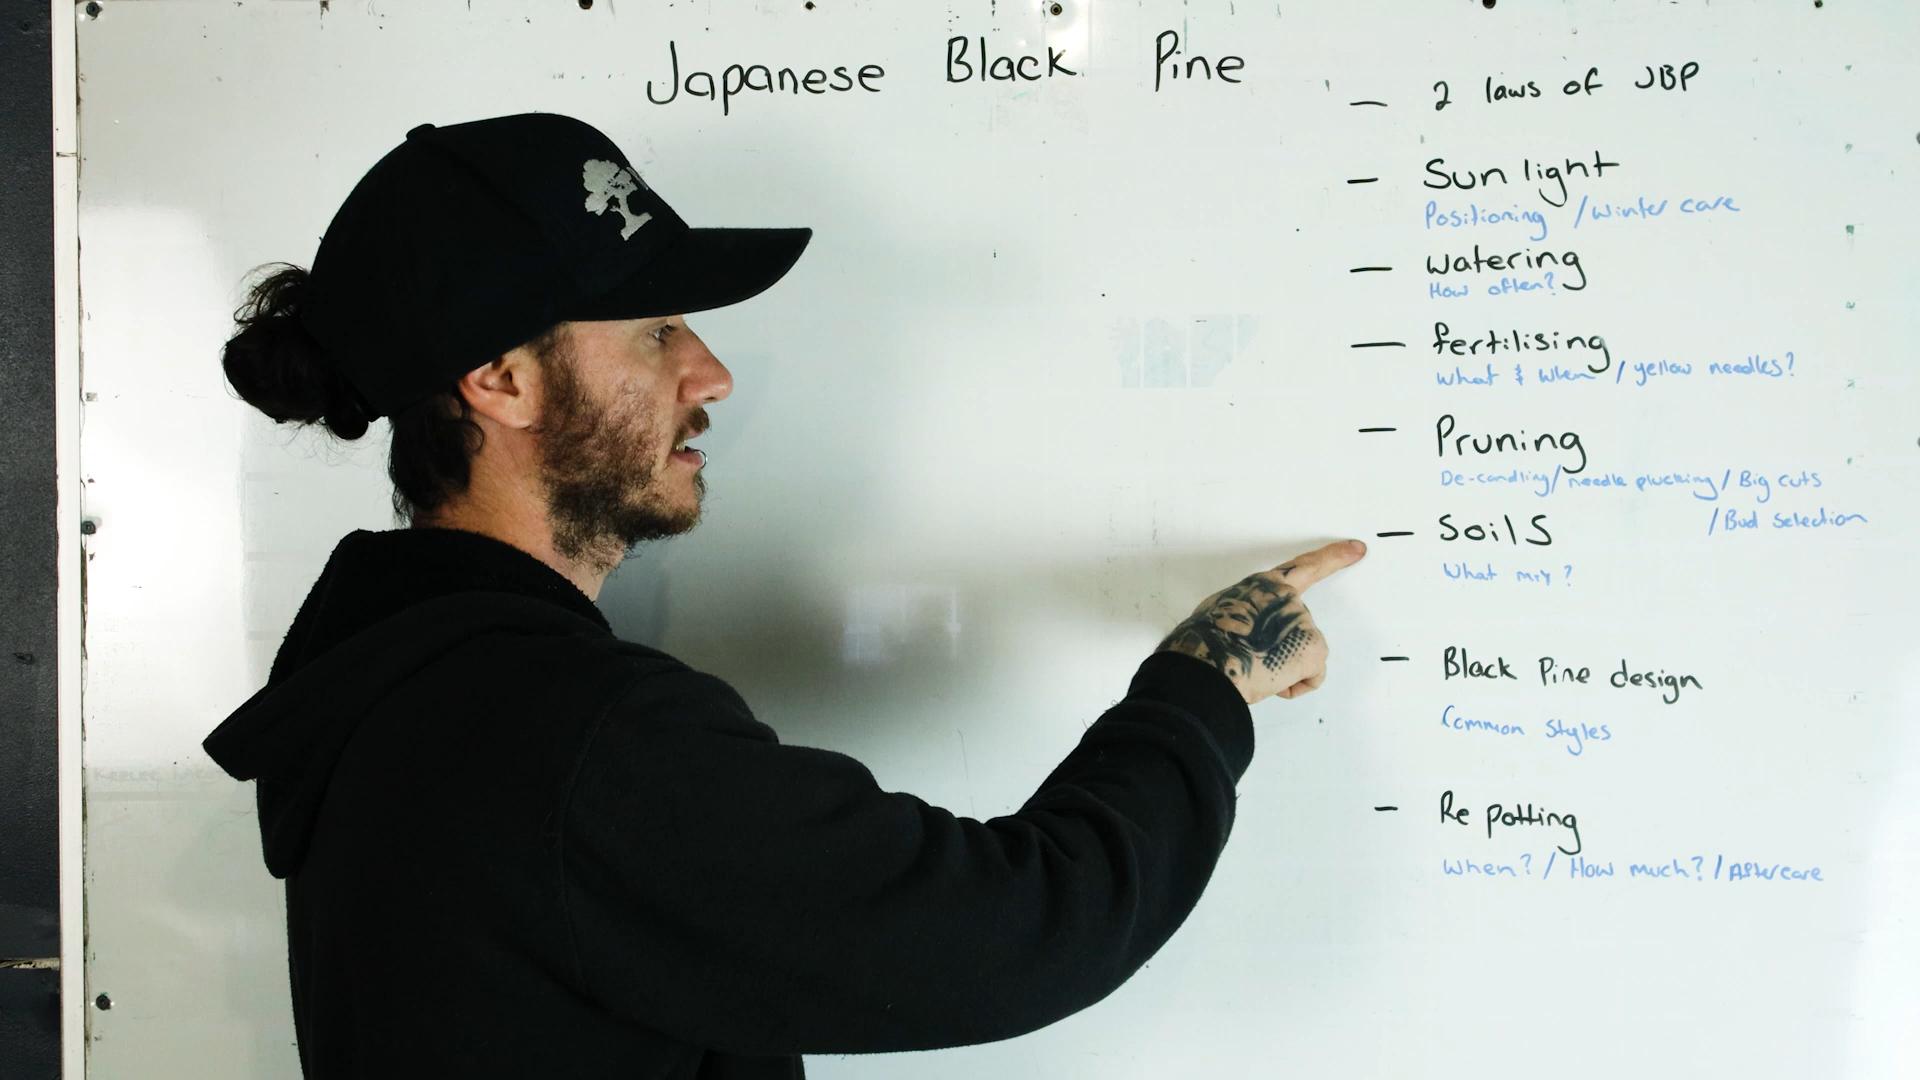 Japanese Black Pine
- 2 laws of JBP
- Sun light
Positioning / Winter care
- Watering
How often?
- fertilising
What & When / yellow needles?
- Pruning
De-candling / needle plucking / Big cuts
/ Bud Selection
- Soils
What mix?
- Black Pine design
Common Styles
- Re potting
When? / How much? / Aftercare